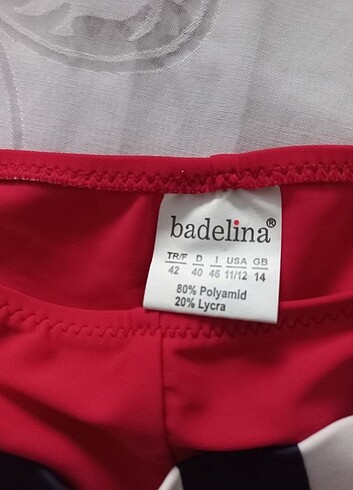 badelina®
TR/F D I USA GB
42 40 46 11/12 14
80% Polyamid
20% Lycra